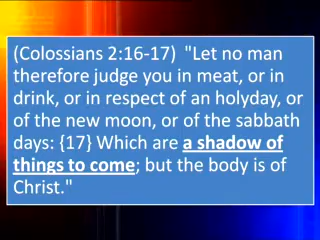 (Colossians 2:16-17) "Let no man
therefore judge you in meat, or in
drink, or in respect of an holyday, or
of the new moon, or of the sabbath
days: {17} Which are a shadow of
things to come; but the body is of
Christ."